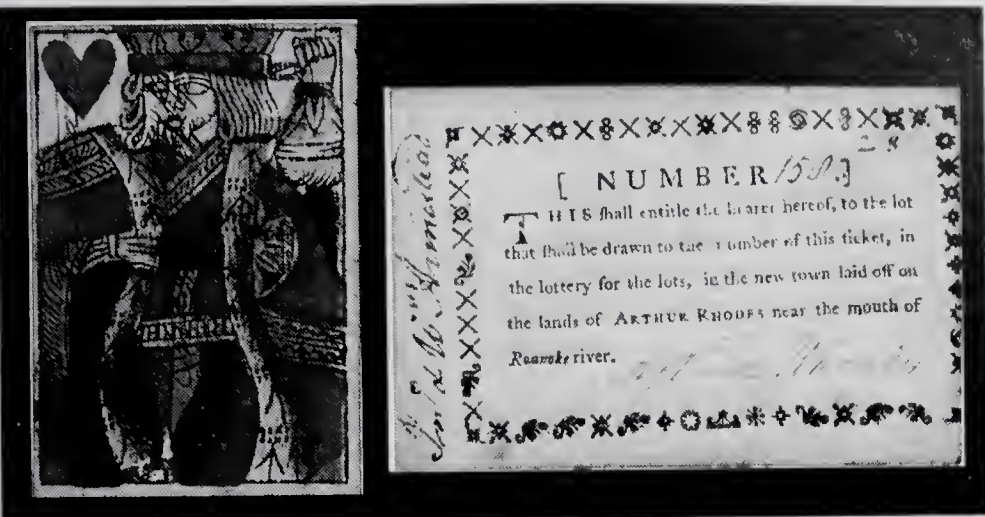 [ NUMBER 158.]
THIS ſhall entitle the bearer hereof, to the lot
that ſhall be drawn to the number of this ticket, in
the lottery for the lots, in the new town laid off on
the lands of ARTHUR RHODES near the mouth of
Roanoke river.